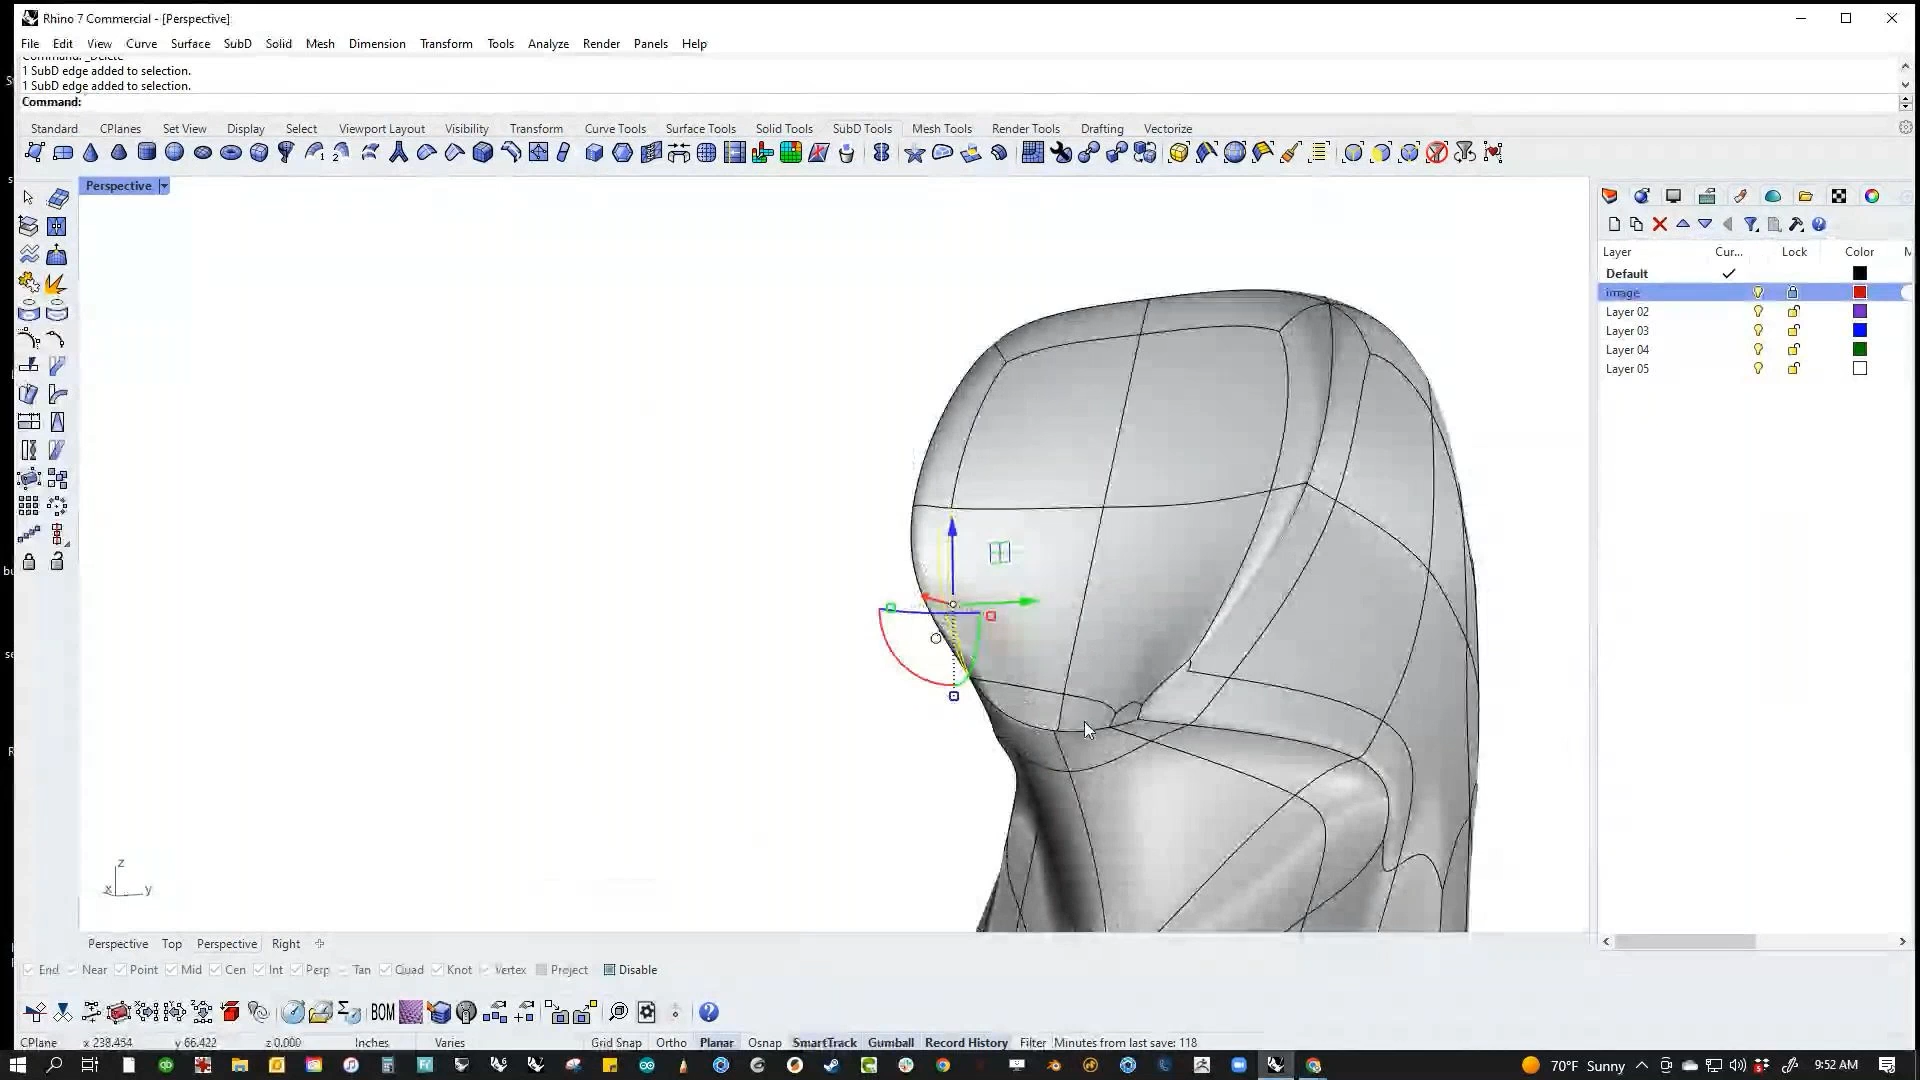 Rhino 7 Commercial - [Perspective]
File Edit View Curve Surface SubD Solid Mesh Dimension Transform Tools Analyze Render Panels Help
Command: _Delete
1 SubD edge added to selection.
1 SubD edge added to selection.
Command:
Standard CPlanes Set View Display Select Viewport Layout Visibility Transform Curve Tools Surface Tools Solid Tools SubD Tools Mesh Tools Render Tools Drafting Vectorize
Perspective
Layer Cur... Lock Color M
Default
image
Layer 02
Layer 03
Layer 04
Layer 05
z
x y
Perspective Top Perspective Right
End Near Point Mid Cen Int Perp Tan Quad Knot Vertex Project Disable
BOM
CPlane x 238.454 y 66.422 z 0.000 Inches Varies Grid Snap Ortho Planar Osnap SmartTrack Gumball Record History Filter Minutes from last save: 118
70°F Sunny 9:52 AM